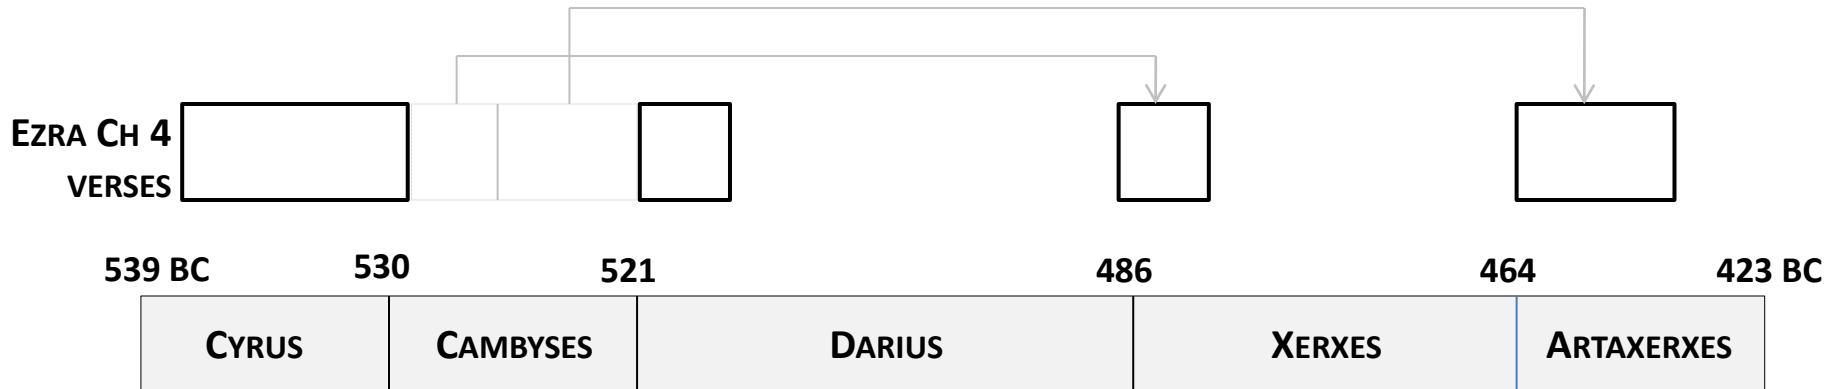 EZRA CH 4
VERSES
539 BC 530 521 486 464 423 BC
CYRUS CAMBYSES DARIUS XERXES ARTAXERXES